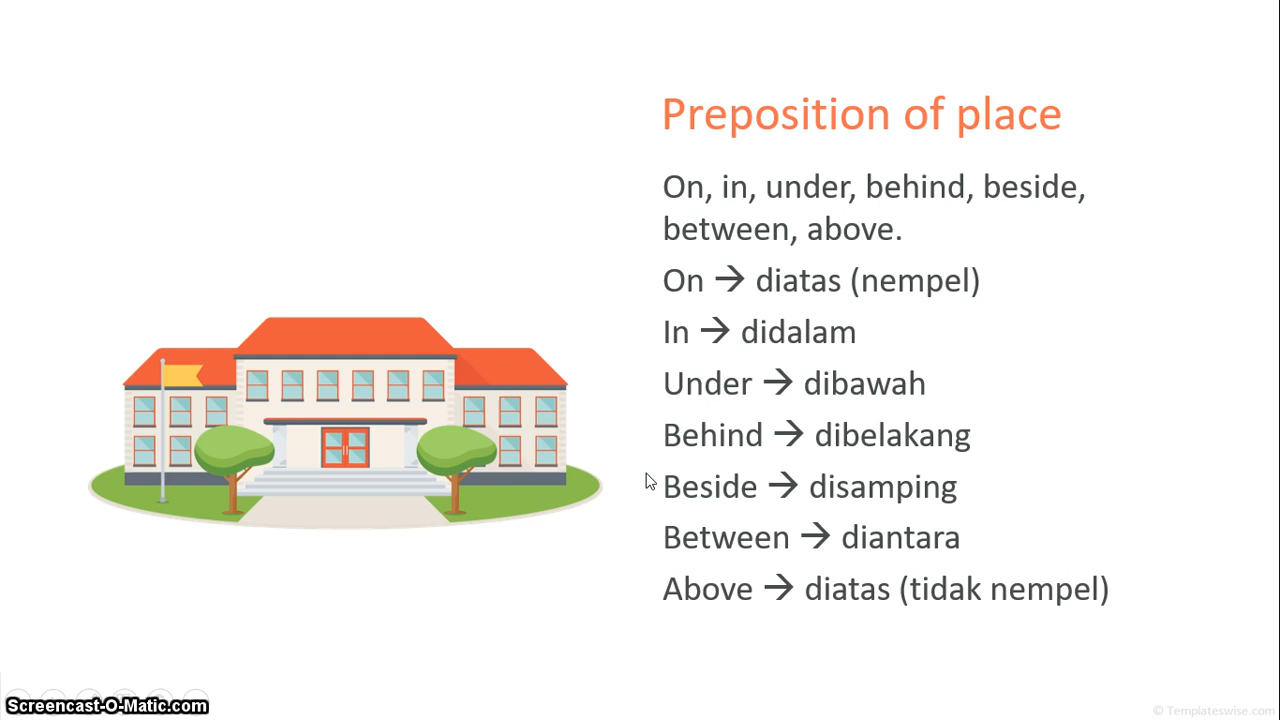 Preposition of place
On, in, under, behind, beside,
between, above.
On → diatas (nempel)
In → didalam
Under → dibawah
Behind → dibelakang
Beside → disamping
Between → diantara
Above → diatas (tidak nempel)
Screencast-O-Matic.com
© Templateswise.com